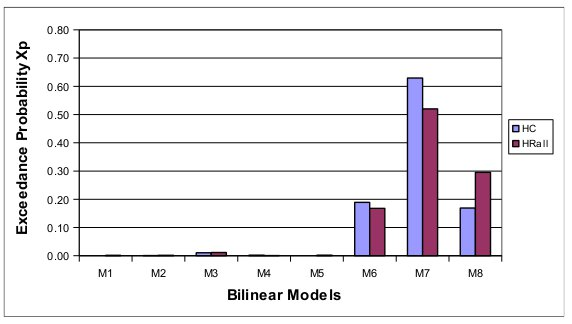 Exceedance Probability Xp
0.80
0.70
0.60
0.50
0.40
0.30
0.20
0.10
0.00
M1 M2 M3 M4 M5 M6 M7 M8
Bilinear Models
HC
HRall